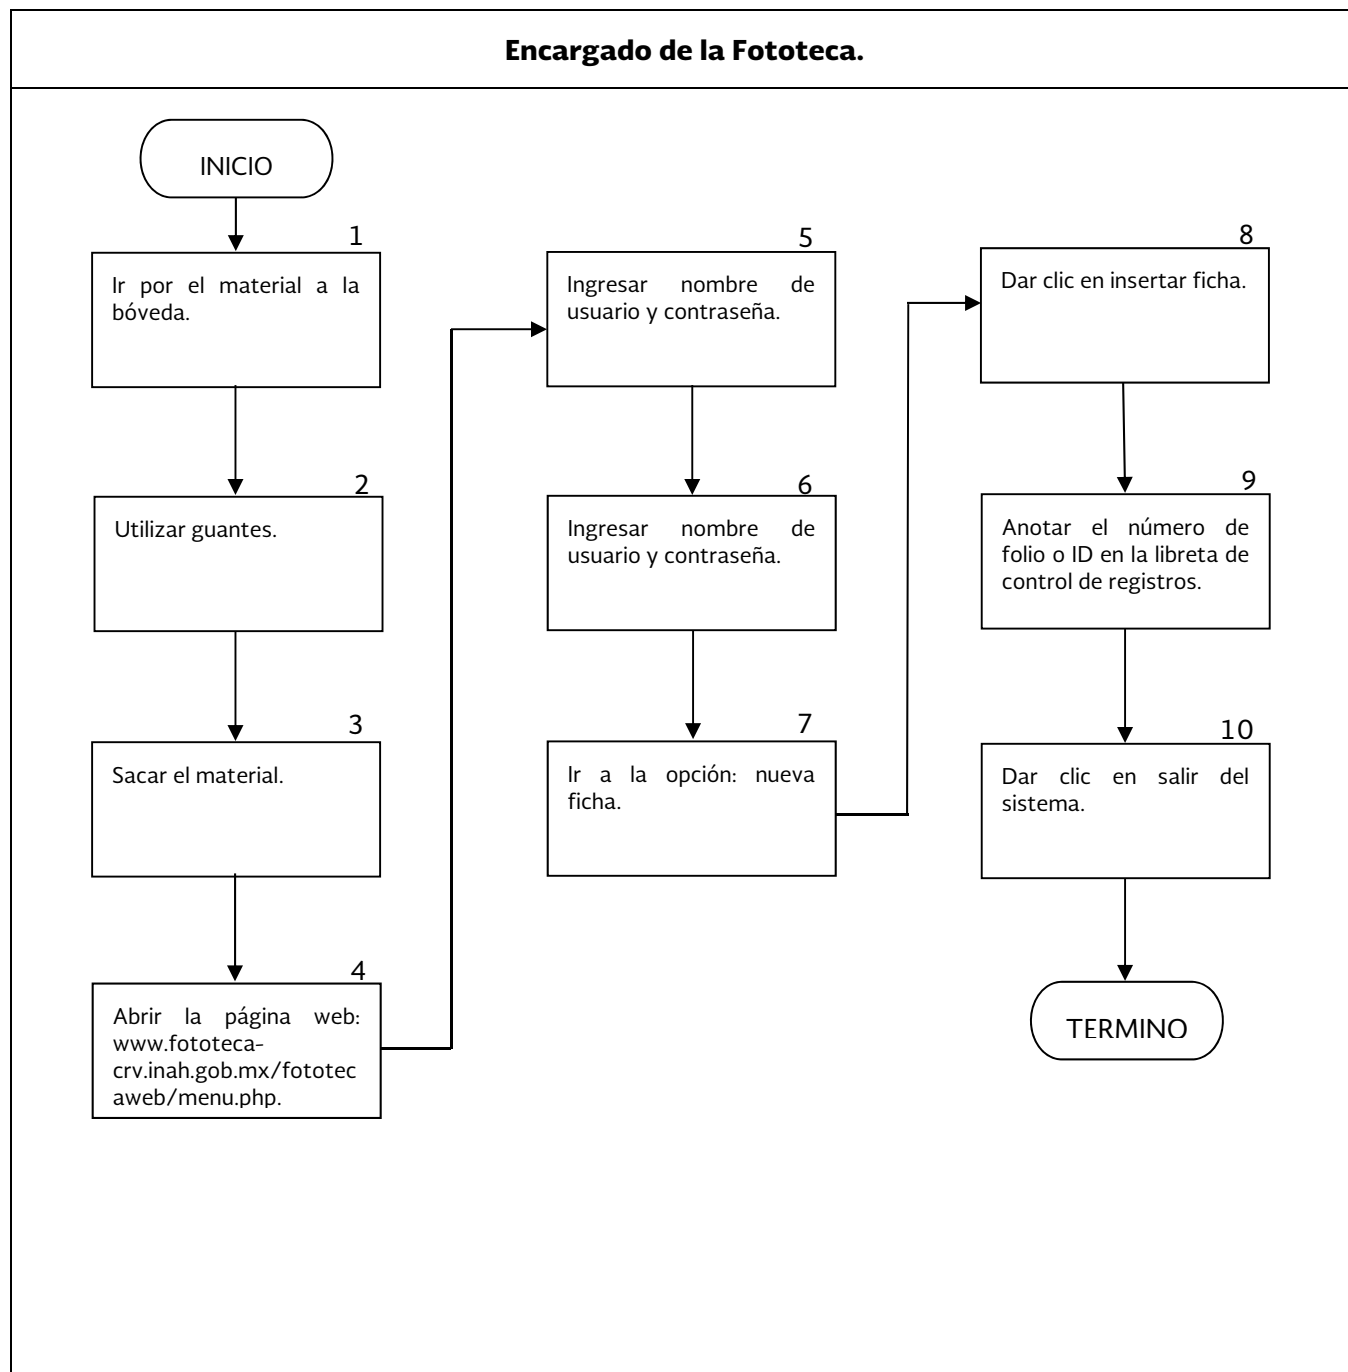 Encargado de la Fototeca.
INICIO
1
Ir por el material a la
bóveda.
2
Utilizar guantes.
3
Sacar el material.
4
Abrir la página web:
www.fototeca-
crv.inah.gob.mx/fototec
aweb/menu.php.
5
Ingresar nombre de
usuario y contraseña.
6
Ingresar nombre de
usuario y contraseña.
7
Ir a la opción: nueva
ficha.
8
Dar clic en insertar ficha.
9
Anotar el número de
folio o ID en la libreta de
control de registros.
10
Dar clic en salir del
sistema.
TERMINO